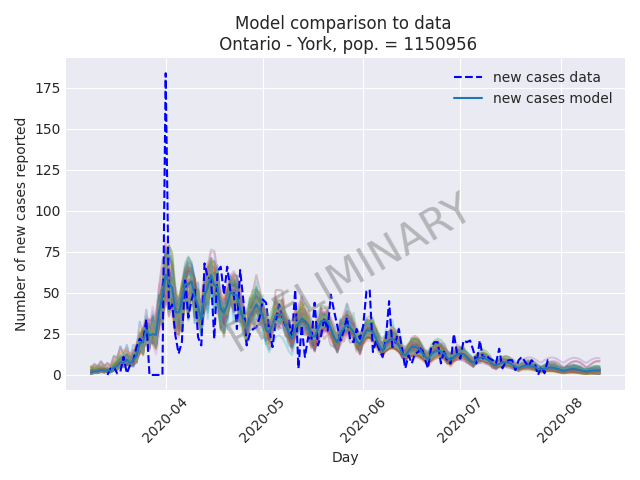 Model comparison to data
Ontario - York, pop. = 1150956
new cases data
new cases model
175
150
125
100
75
50
25
0
Number of new cases reported
PRELIMINARY
2020-04
2020-05
2020-06
2020-07
2020-08
Day